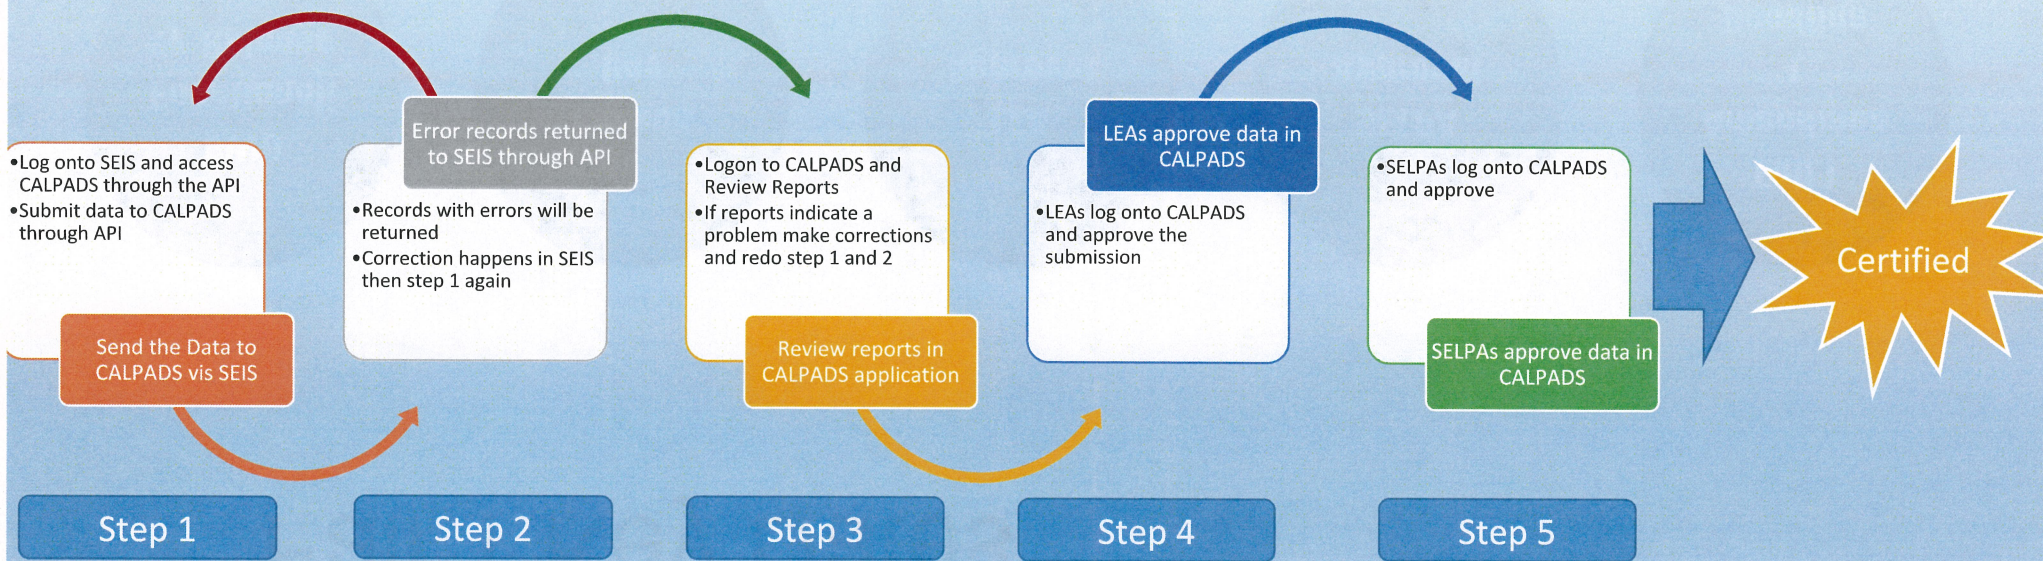 •Log onto SEIS and access
CALPADS through the API
•Submit data to CALPADS
through API
Send the Data to
CALPADS vis SEIS
Step 1
Error records returned
to SEIS through API
•Records with errors will be
returned
•Correction happens in SEIS
then step 1 again
Step 2
•Logon to CALPADS and
Review Reports
•If reports indicate a
problem make corrections
and redo step 1 and 2
Review reports in
CALPADS application
Step 3
LEAs approve data in
CALPADS
•LEAs log onto CALPADS
and approve the
submission
Step 4
•SELPAs log onto CALPADS
and approve
SELPAs approve data in
CALPADS
Step 5
Certified